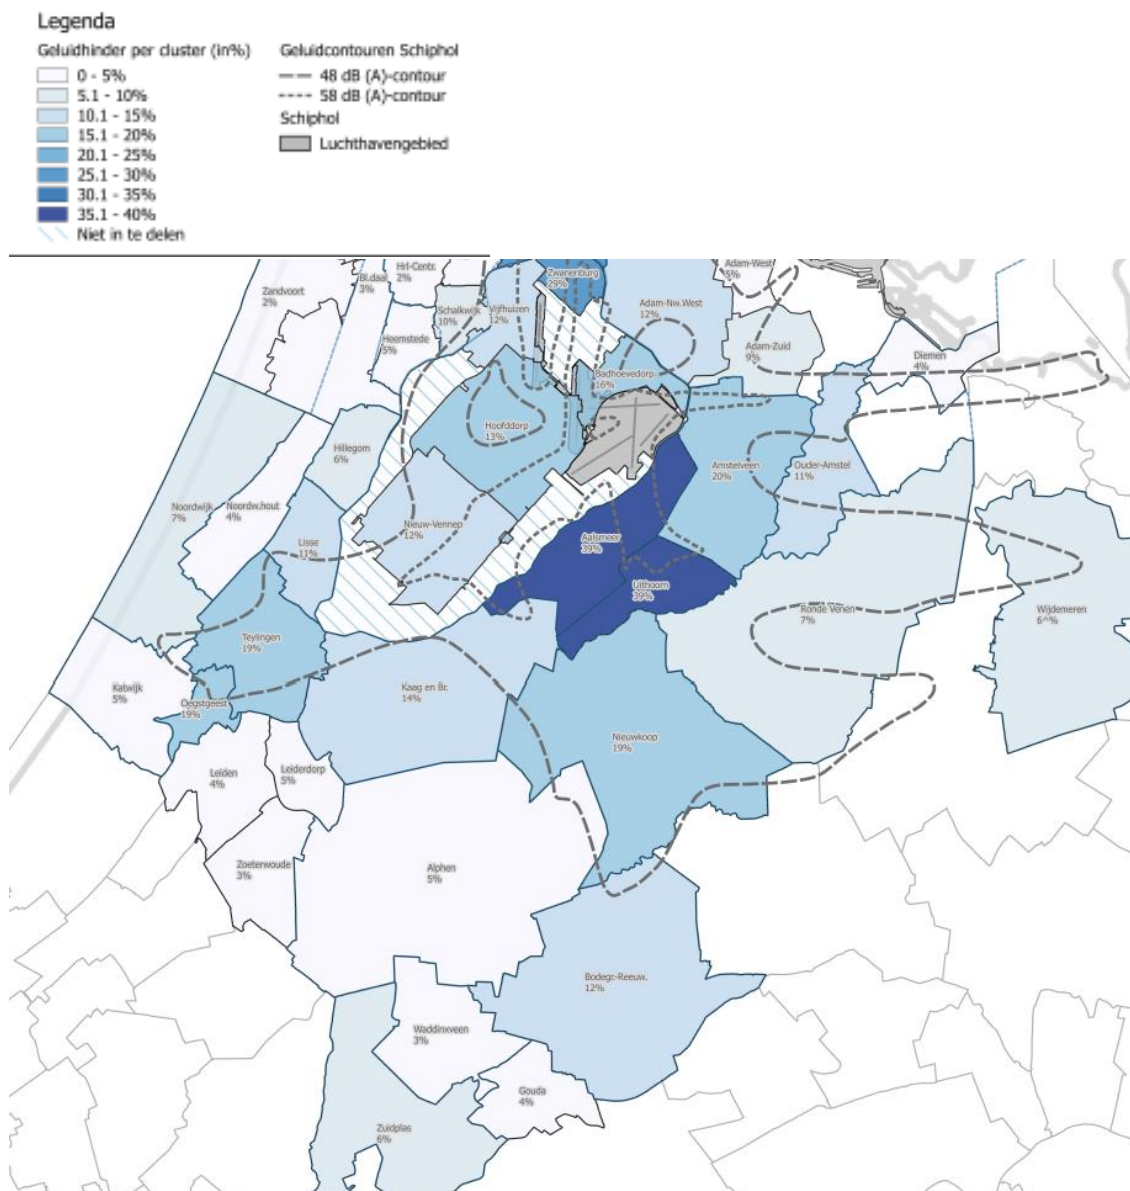 Legenda
Geluidhinder per cluster (in%)
0 - 5%
5.1 - 10%
10.1 - 15%
15.1 - 20%
20.1 - 25%
25.1 - 30%
30.1 - 35%
35.1 - 40%
Niet in te delen
Geluidcontouren Schiphol
48 dB (A)-contour
58 dB (A)-contour
Schiphol
Luchthavengebied
Zandvoort
2%
Bl.daal
3%
Hrl-Centr.
2%
Heemstede
5%
Schalkwijk
10%
Vijfhuizen
12%
Zwanenburg
29%
Adam-Nw.West
12%
Adam-West
5%
Adam-Zuid
9%
Diemen
4%
Badhoevedorp
16%
Hoofddorp
13%
Hillegom
6%
Amstelveen
20%
Ouder-Amstel
11%
Noordwijk
7%
Noordw.hout
4%
Lisse
11%
Nieuw-Vennep
12%
Aalsmeer
39%
Uithoorn
39%
Ronde Venen
7%
Wijdemeren
Teylingen
19%
Katwijk
5%
Oegstgeest
19%
Kaag en Br.
14%
Nieuwkoop
19%
Leiden
4%
Leiderdorp
5%
Zoeterwoude
3%
Alphen
5%
Bodegr.-Reeuw.
12%
Waddinxveen
3%
Gouda
4%
Zuidplas
6%